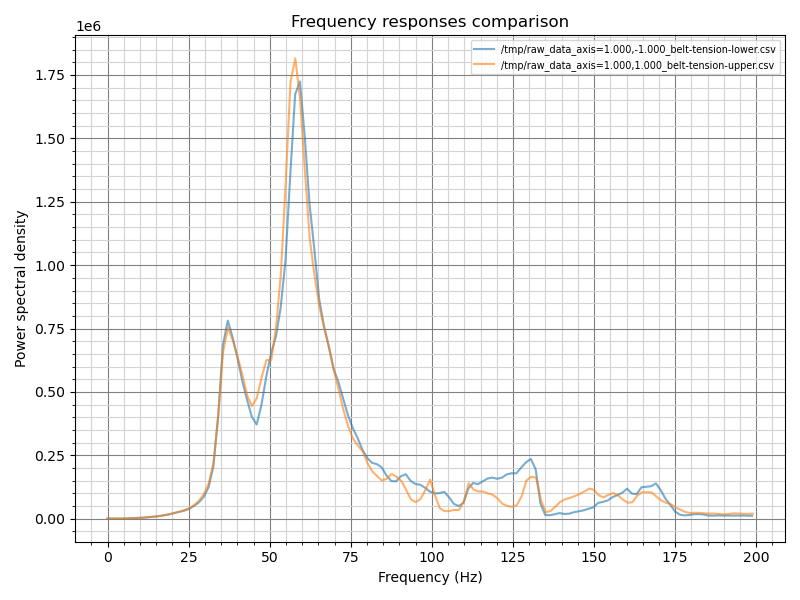 Frequency responses comparison
1e6
/tmp/raw_data_axis=1.000,-1.000_belt-tension-lower.csv
/tmp/raw_data_axis=1.000,1.000_belt-tension-upper.csv
1.75
1.50
1.25
1.00
0.75
0.50
0.25
0.00
Power spectral density
0 25 50 75 100 125 150 175 200
Frequency (Hz)